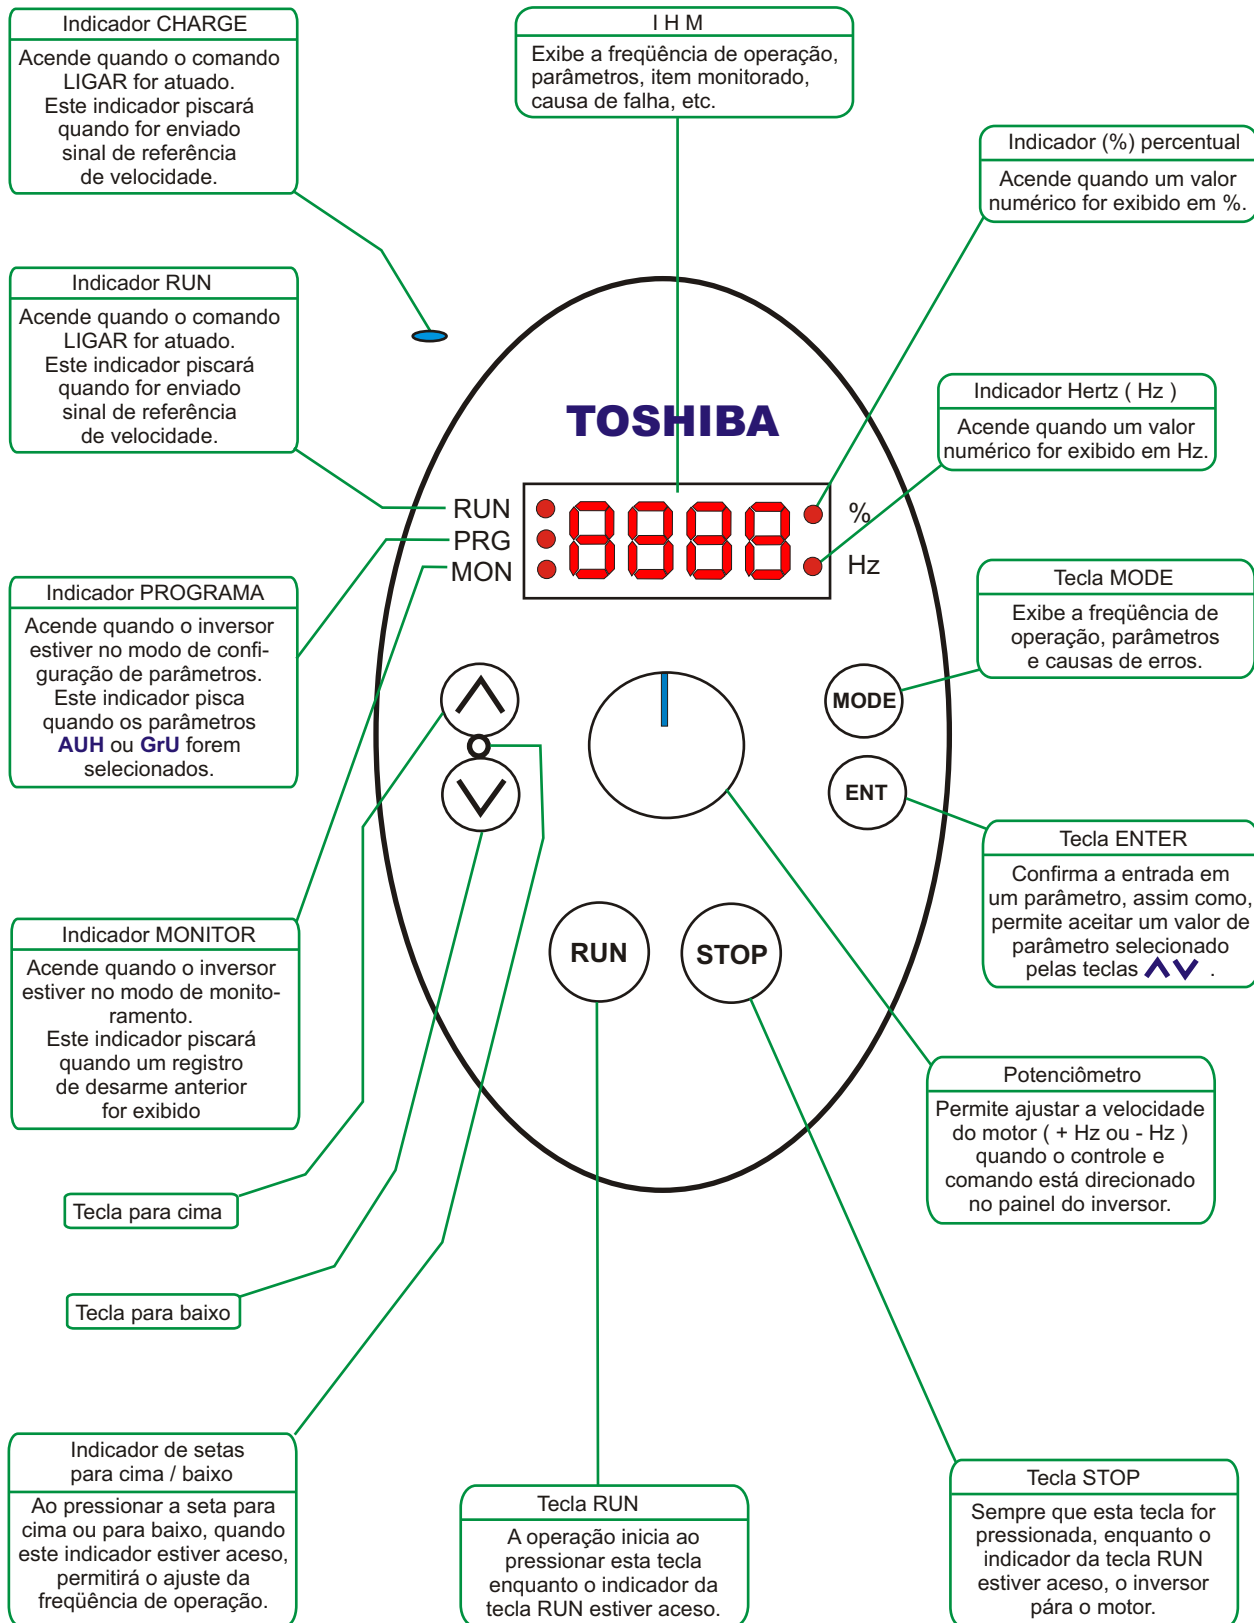 Indicador CHARGE
Acende quando o comando
LIGAR for atuado.
Este indicador piscará
quando for enviado
sinal de referência
de velocidade.
I H M
Exibe a freqüência de operação,
parâmetros, item monitorado,
causa de falha, etc.
Indicador (%) percentual
Acende quando um valor
numérico for exibido em %.
Indicador RUN
Acende quando o comando
LIGAR for atuado.
Este indicador piscará
quando for enviado
sinal de referência
de velocidade.
Indicador Hertz ( Hz )
Acende quando um valor
numérico for exibido em Hz.
TOSHIBA
RUN
PRG
MON
8888
%
Hz
Indicador PROGRAMA
Acende quando o inversor
estiver no modo de confi-
guração de parâmetros.
Este indicador pisca
quando os parâmetros
AUH ou GrU forem
selecionados.
Tecla MODE
Exibe a freqüência de
operação, parâmetros
e causas de erros.
MODE
ENT
Tecla ENTER
Confirma a entrada em
um parâmetro, assim como,
permite aceitar um valor de
parâmetro selecionado
pelas teclas ∧∨ .
RUN
STOP
Indicador MONITOR
Acende quando o inversor
estiver no modo de monito-
ramento.
Este indicador piscará
quando um registro
de desarme anterior
for exibido
Potenciômetro
Permite ajustar a velocidade
do motor ( + Hz ou - Hz )
quando o controle e
comando está direcionado
no painel do inversor.
Tecla para cima
Tecla para baixo
Indicador de setas
para cima / baixo
Ao pressionar a seta para
cima ou para baixo, quando
este indicador estiver aceso,
permitirá o ajuste da
freqüência de operação.
Tecla RUN
A operação inicia ao
pressionar esta tecla
enquanto o indicador da
tecla RUN estiver aceso.
Tecla STOP
Sempre que esta tecla for
pressionada, enquanto o
indicador da tecla RUN
estiver aceso, o inversor
pára o motor.